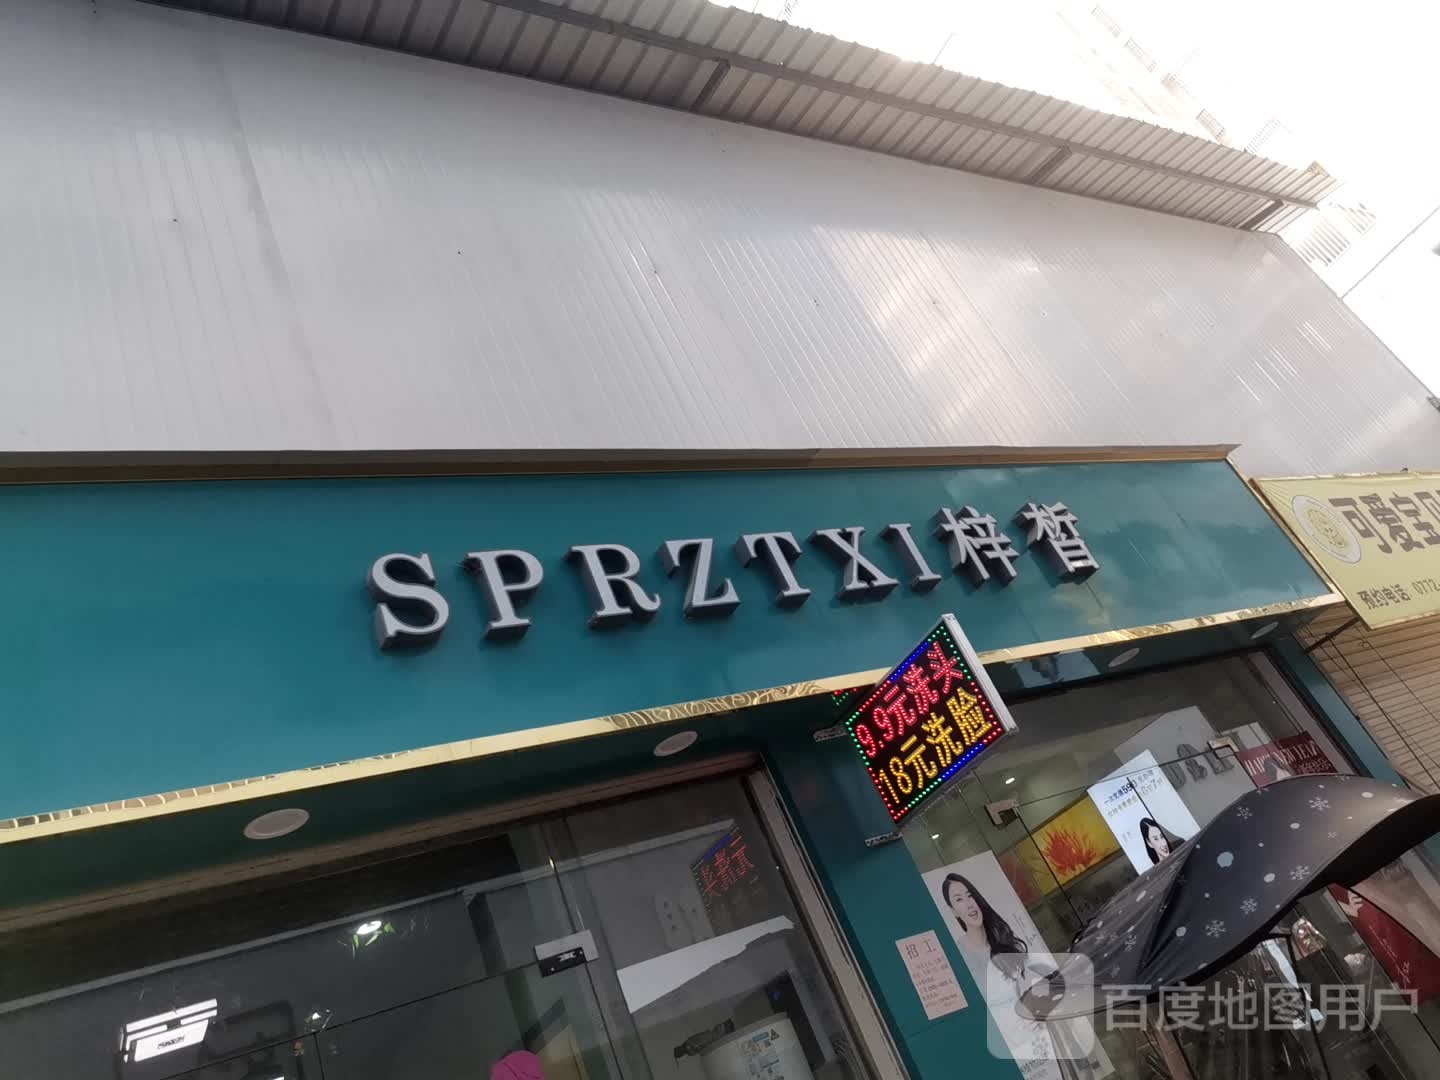 SPRZTXI梓皙
可爱宝贝
预约电话：0772-
9.9元洗头
18元洗脸
招工
百度地图用户